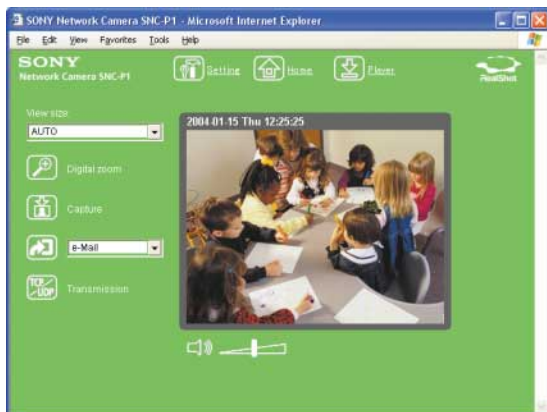 SONY Network Camera SNC-P1 - Microsoft Internet Explorer
File Edit View Favorites Tools Help
SONY
Network Camera SNC-P1
Setting Home Player
RealShot
View size
AUTO
Digital zoom
Capture
e-Mail
TCP/UDP Transmission
2004-01-15 Thu 12:25:25